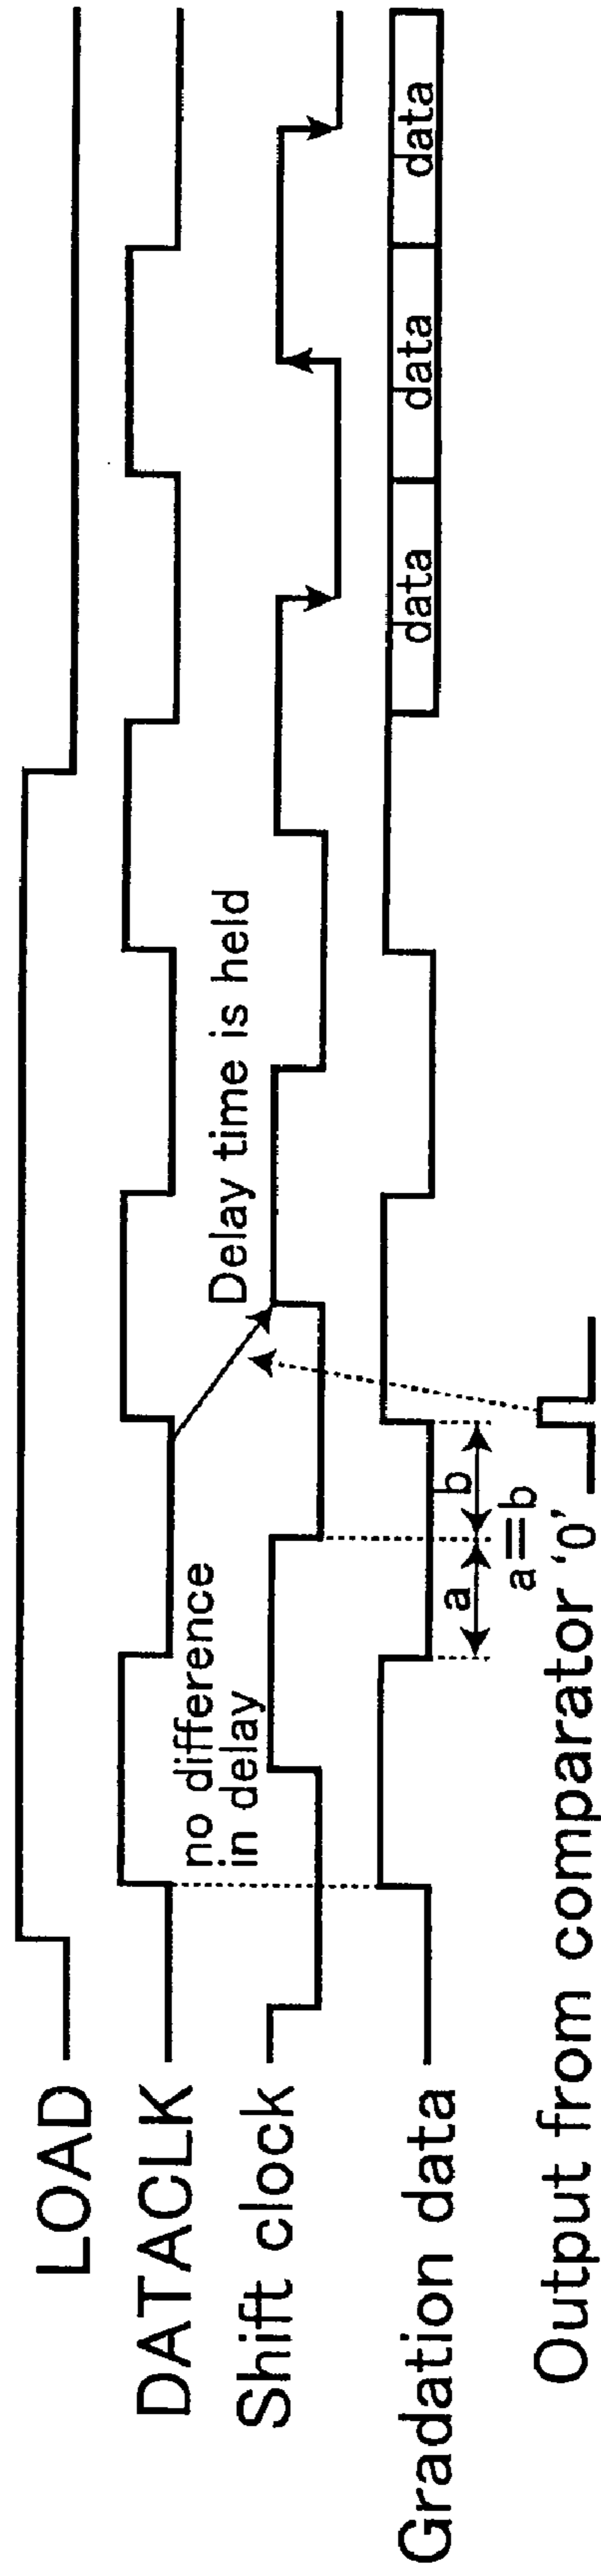 LOAD
DATACLK
no difference
in delay
Delay time is held
Shift clock
Gradation data
data
data
data
a
b
a=b
Output from comparator '0'